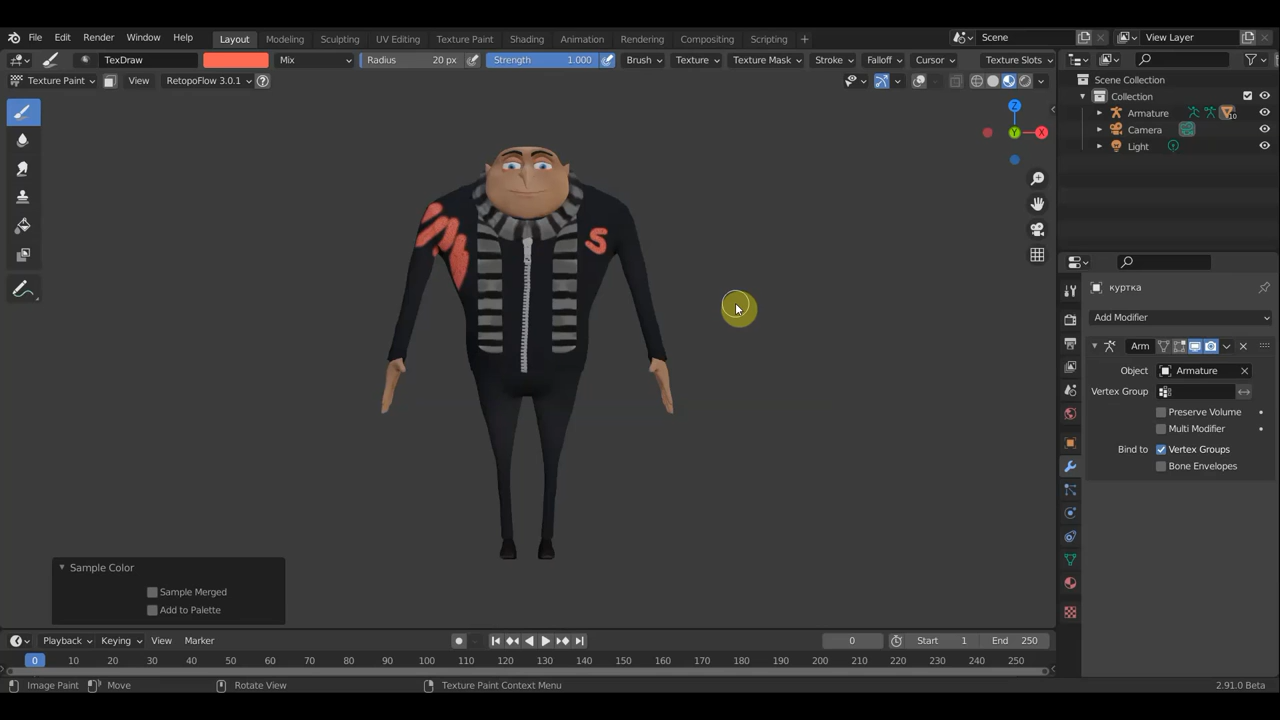 File Edit Render Window Help Layout Modeling Sculpting UV Editing Texture Paint Shading Animation Rendering Compositing Scripting + Scene View Layer
TexDraw Mix Radius 20 px Strength 1.000 Brush Texture Texture Mask Stroke Falloff Cursor Texture Slots
Texture Paint View RetopoFlow 3.0.1
Scene Collection
Collection
Armature 10
Camera
Light
Z
Y X
S
куртка
Add Modifier
Arm
Object Armature
Vertex Group
Preserve Volume
Multi Modifier
Bind to Vertex Groups
Bone Envelopes
Sample Color
Sample Merged
Add to Palette
Playback Keying View Marker 0 Start 1 End 250
0 10 20 30 40 50 60 70 80 90 100 110 120 130 140 150 160 170 180 190 200 210 220 230 240 250
Image Paint Move Rotate View Texture Paint Context Menu 2.91.0 Beta